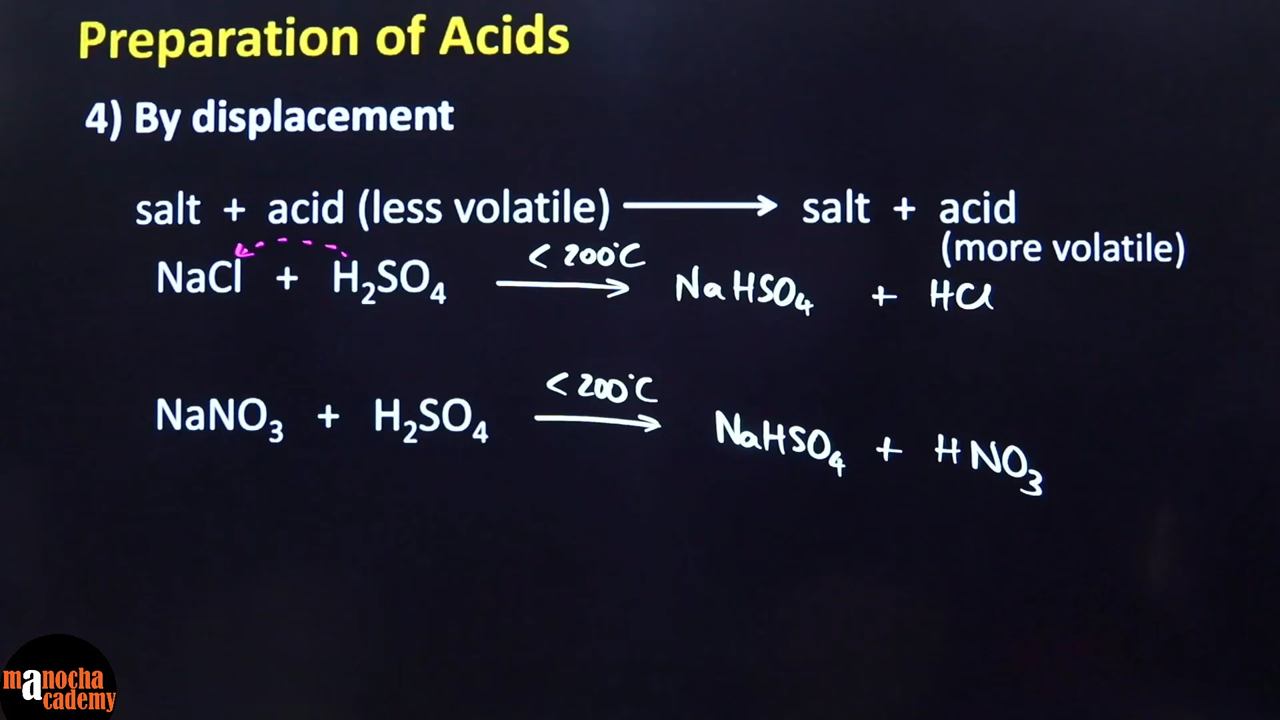 Preparation of Acids
4) By displacement
salt + acid (less volatile) ⟶ salt + acid
(more volatile)
NaCl + H₂SO₄ —< 200°C→ NaHSO₄ + HCl
NaNO₃ + H₂SO₄ —< 200°C→ NaHSO₄ + HNO₃
manocha
academy